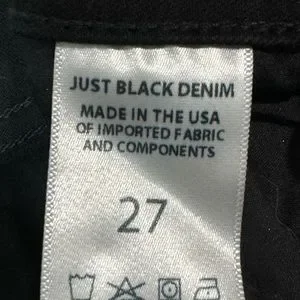 JUST BLACK DENIM
MADE IN THE USA
OF IMPORTED FABRIC
AND COMPONENTS
27